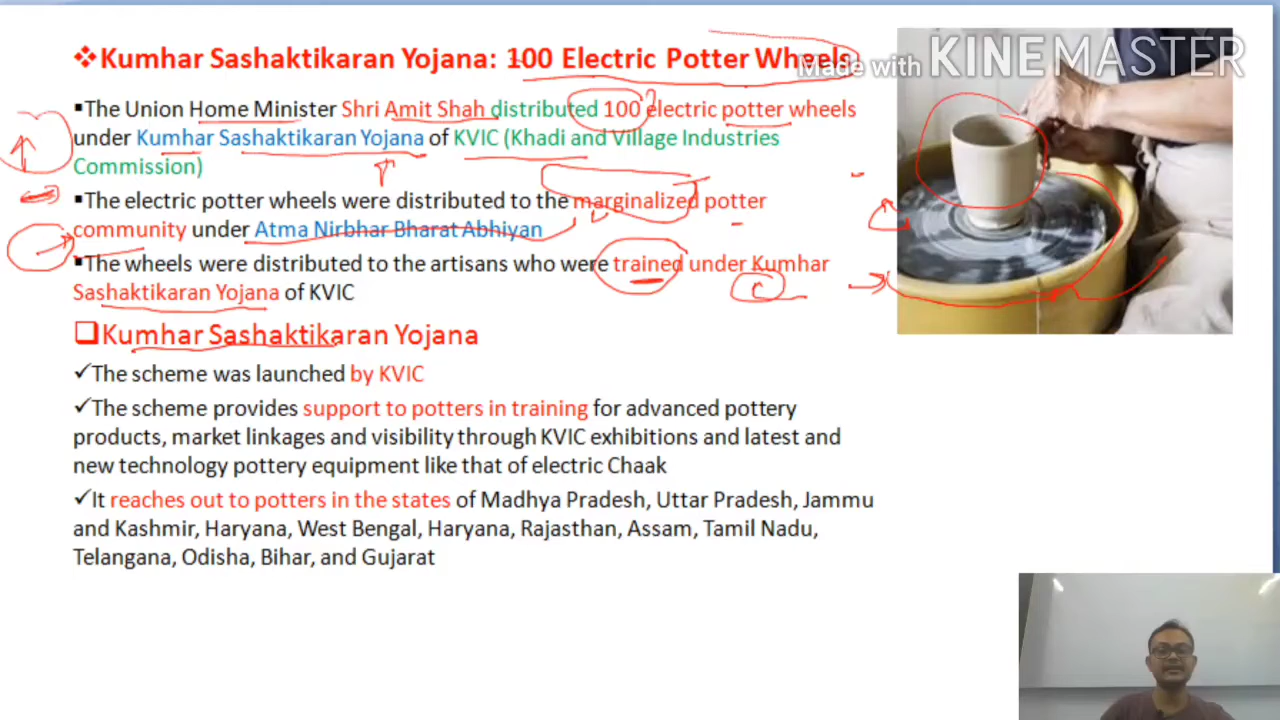 ❖Kumhar Sashaktikaran Yojana: 100 Electric Potter Wheels
Made with KINEMASTER
▪The Union Home Minister Shri Amit Shah distributed 100 electric potter wheels
under Kumhar Sashaktikaran Yojana of KVIC (Khadi and Village Industries
Commission)
▪The electric potter wheels were distributed to the marginalized potter
community under Atma Nirbhar Bharat Abhiyan
▪The wheels were distributed to the artisans who were trained under Kumhar
Sashaktikaran Yojana of KVIC
❑Kumhar Sashaktikaran Yojana
✓The scheme was launched by KVIC
✓The scheme provides support to potters in training for advanced pottery
products, market linkages and visibility through KVIC exhibitions and latest and
new technology pottery equipment like that of electric Chaak
✓It reaches out to potters in the states of Madhya Pradesh, Uttar Pradesh, Jammu
and Kashmir, Haryana, West Bengal, Haryana, Rajasthan, Assam, Tamil Nadu,
Telangana, Odisha, Bihar, and Gujarat